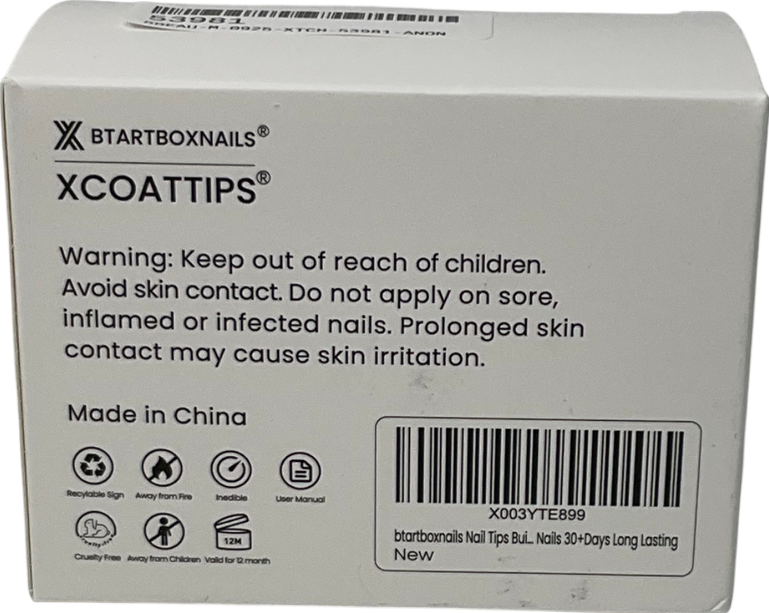 53981
BTARTBOXNAILS®
XCOATTIPS®
Warning: Keep out of reach of children.
Avoid skin contact. Do not apply on sore,
inflamed or infected nails. Prolonged skin
contact may cause skin irritation.
Made in China
Recylable Sign Away from Fire Inedible User Manual
12M
Cruelty Free Away from Children Valid for 12 month
X003YTE899
btartboxnails Nail Tips Bui... Nails 30+Days Long Lasting
New